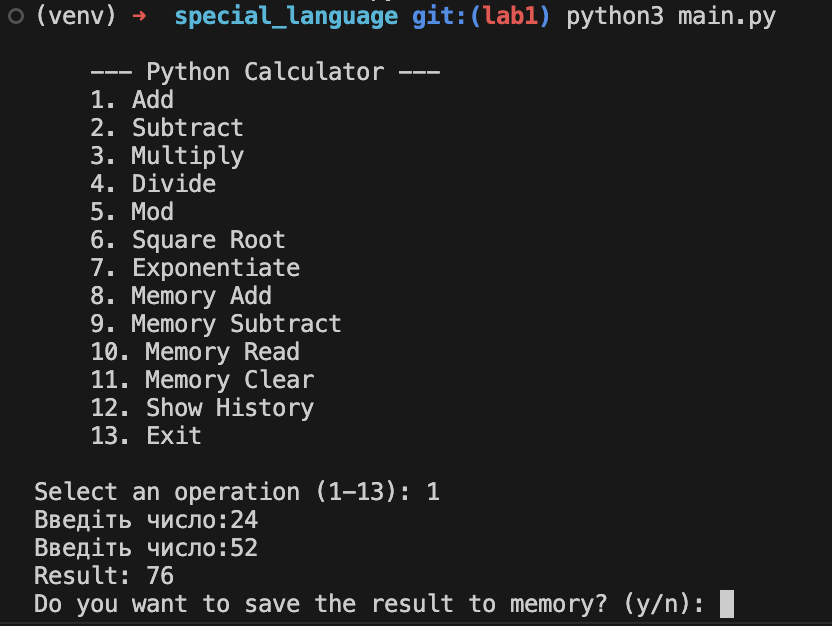 (venv) → special_language git:(lab1) python3 main.py
--- Python Calculator ---
1. Add
2. Subtract
3. Multiply
4. Divide
5. Mod
6. Square Root
7. Exponentiate
8. Memory Add
9. Memory Subtract
10. Memory Read
11. Memory Clear
12. Show History
13. Exit
Select an operation (1-13): 1
Введіть число:24
Введіть число:52
Result: 76
Do you want to save the result to memory? (y/n):